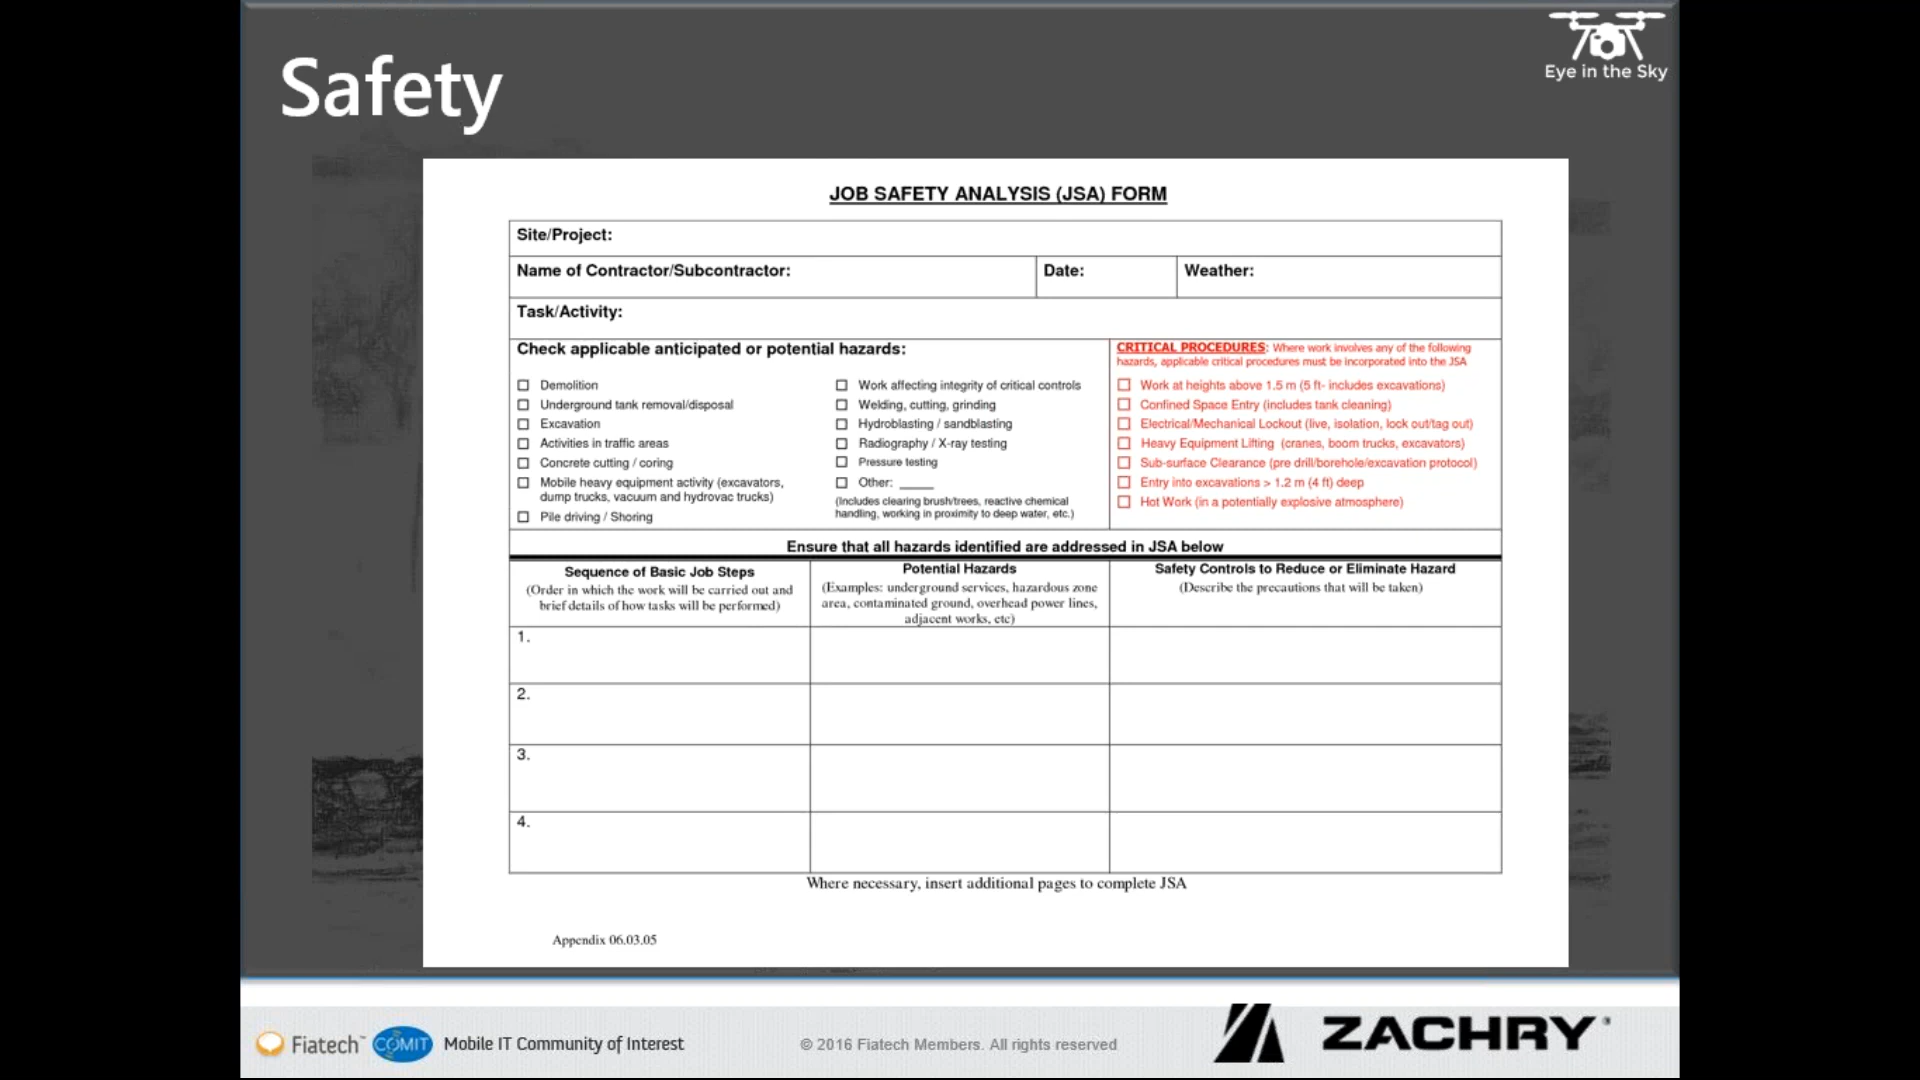 Safety
Eye in the Sky
JOB SAFETY ANALYSIS (JSA) FORM
Site/Project:
Name of Contractor/Subcontractor:
Date:
Weather:
Task/Activity:
Check applicable anticipated or potential hazards:
Demolition
Underground tank removal/disposal
Excavation
Activities in traffic areas
Concrete cutting / coring
Mobile heavy equipment activity (excavators,
dump trucks, vacuum and hydrovac trucks)
Pile driving / Shoring
Work affecting integrity of critical controls
Welding, cutting, grinding
Hydroblasting / sandblasting
Radiography / X-ray testing
Pressure testing
Other: _____
(Includes clearing brush/trees, reactive chemical
handling, working in proximity to deep water, etc.)
CRITICAL PROCEDURES: Where work involves any of the following
hazards, applicable critical procedures must be incorporated into the JSA
Work at heights above 1.5 m (5 ft- includes excavations)
Confined Space Entry (includes tank cleaning)
Electrical/Mechanical Lockout (live, isolation, lock out/tag out)
Heavy Equipment Lifting (cranes, boom trucks, excavators)
Sub-surface Clearance (pre drill/borehole/excavation protocol)
Entry into excavations > 1.2 m (4 ft) deep
Hot Work (in a potentially explosive atmosphere)
Ensure that all hazards identified are addressed in JSA below
Sequence of Basic Job Steps
(Order in which the work will be carried out and
brief details of how tasks will be performed)
Potential Hazards
(Examples: underground services, hazardous zone
area, contaminated ground, overhead power lines,
adjacent works, etc)
Safety Controls to Reduce or Eliminate Hazard
(Describe the precautions that will be taken)
1.
2.
3.
4.
Where necessary, insert additional pages to complete JSA
Appendix 06.03.05
Fiatech™ COMIT Mobile IT Community of Interest
© 2016 Fiatech Members. All rights reserved
ZACHRY